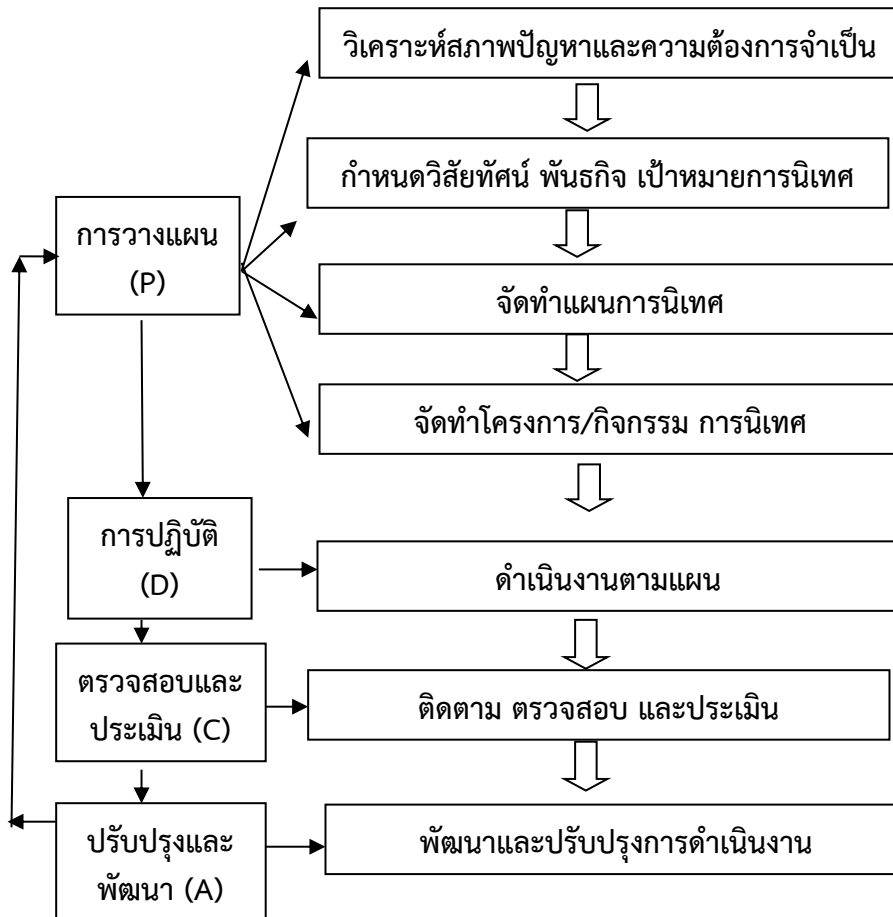 วิเคราะห์สภาพปัญหาและความต้องการจำเป็น
กำหนดวิสัยทัศน์ พันธกิจ เป้าหมายการนิเทศ
การวางแผน
(P)
จัดทำแผนการนิเทศ
จัดทำโครงการ/กิจกรรม การนิเทศ
การปฏิบัติ
(D)
ดำเนินงานตามแผน
ตรวจสอบและ
ประเมิน (C)
ติดตาม ตรวจสอบ และประเมิน
ปรับปรุงและ
พัฒนา (A)
พัฒนาและปรับปรุงการดำเนินงาน